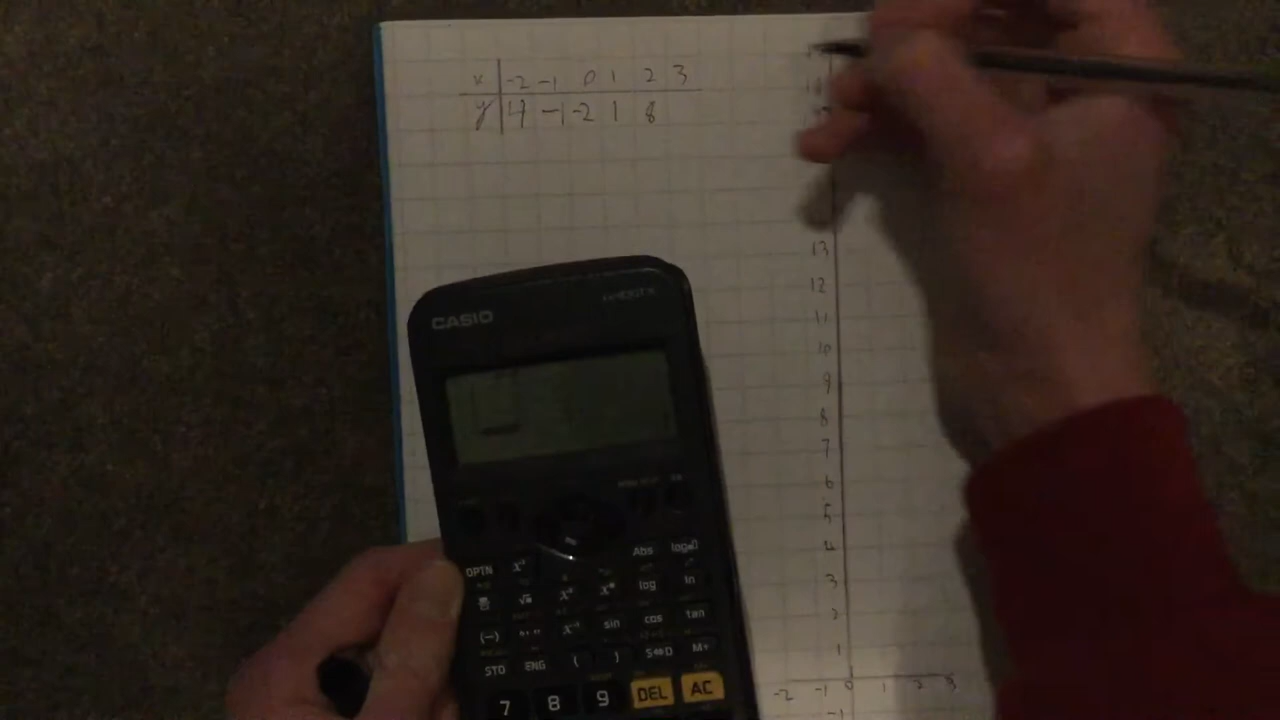 x -2 -1 0 1 2 3
y 4 -1 -2 1 8
13
12
11
10
9
8
7
6
5
4
3
2
1
-2 -1 0 1 2 3
-1
CASIO
Abs
OPTN
log
ln
(-)
sin cos tan
STO ENG ( ) S⇔D M+
7 8 9 DEL AC